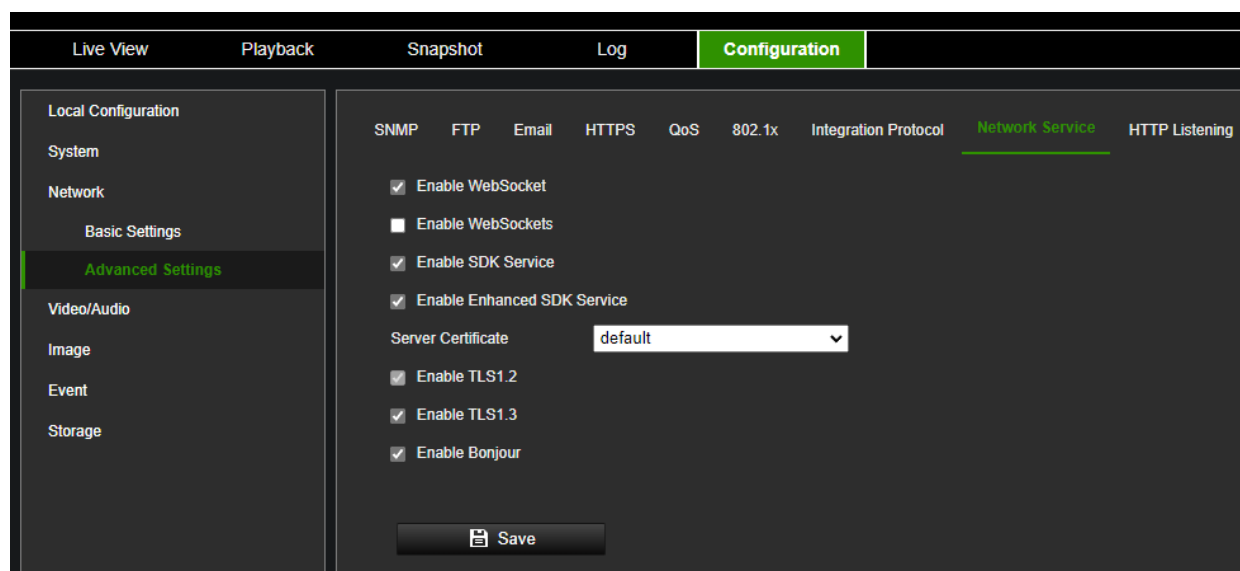 Live View Playback Snapshot Log Configuration
Local Configuration
System
Network
Basic Settings
Advanced Settings
Video/Audio
Image
Event
Storage
SNMP FTP Email HTTPS QoS 802.1x Integration Protocol Network Service HTTP Listening
Enable WebSocket
Enable WebSockets
Enable SDK Service
Enable Enhanced SDK Service
Server Certificate default
Enable TLS1.2
Enable TLS1.3
Enable Bonjour
Save